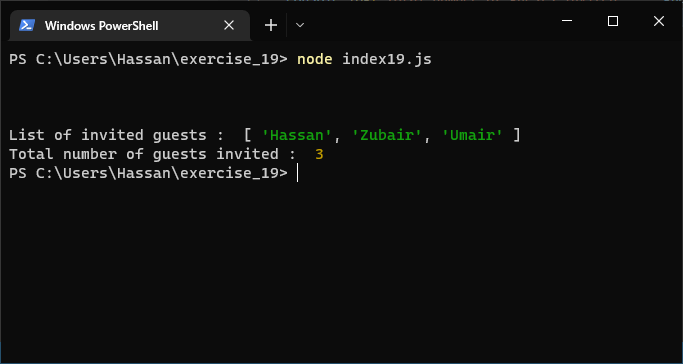 Windows PowerShell
PS C:\Users\Hassan\exercise_19> node index19.js
List of invited guests :  [ 'Hassan', 'Zubair', 'Umair' ]
Total number of guests invited :  3
PS C:\Users\Hassan\exercise_19>